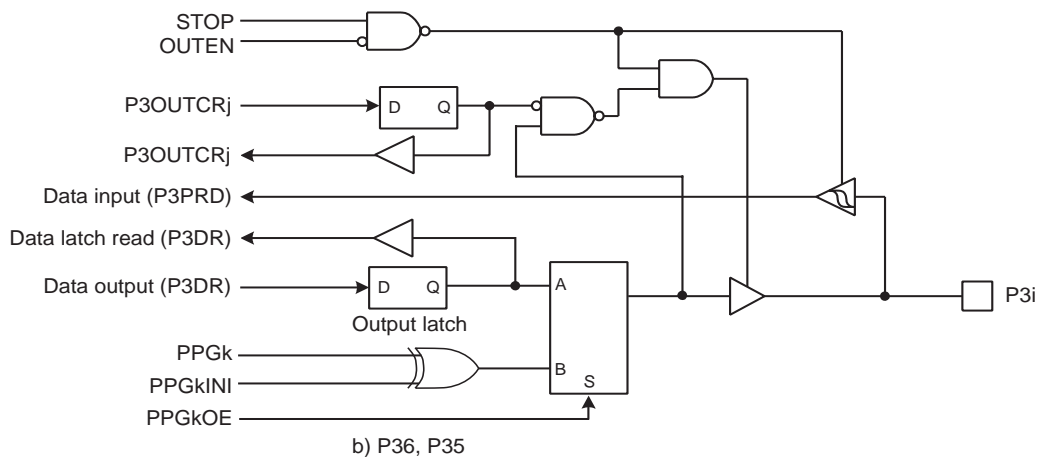 STOP
OUTEN
P3OUTCRj
D Q
P3OUTCRj
Data input (P3PRD)
Data latch read (P3DR)
Data output (P3DR)
D Q
A
P3i
Output latch
PPGk
B
PPGkINI
S
PPGkOE
b) P36, P35